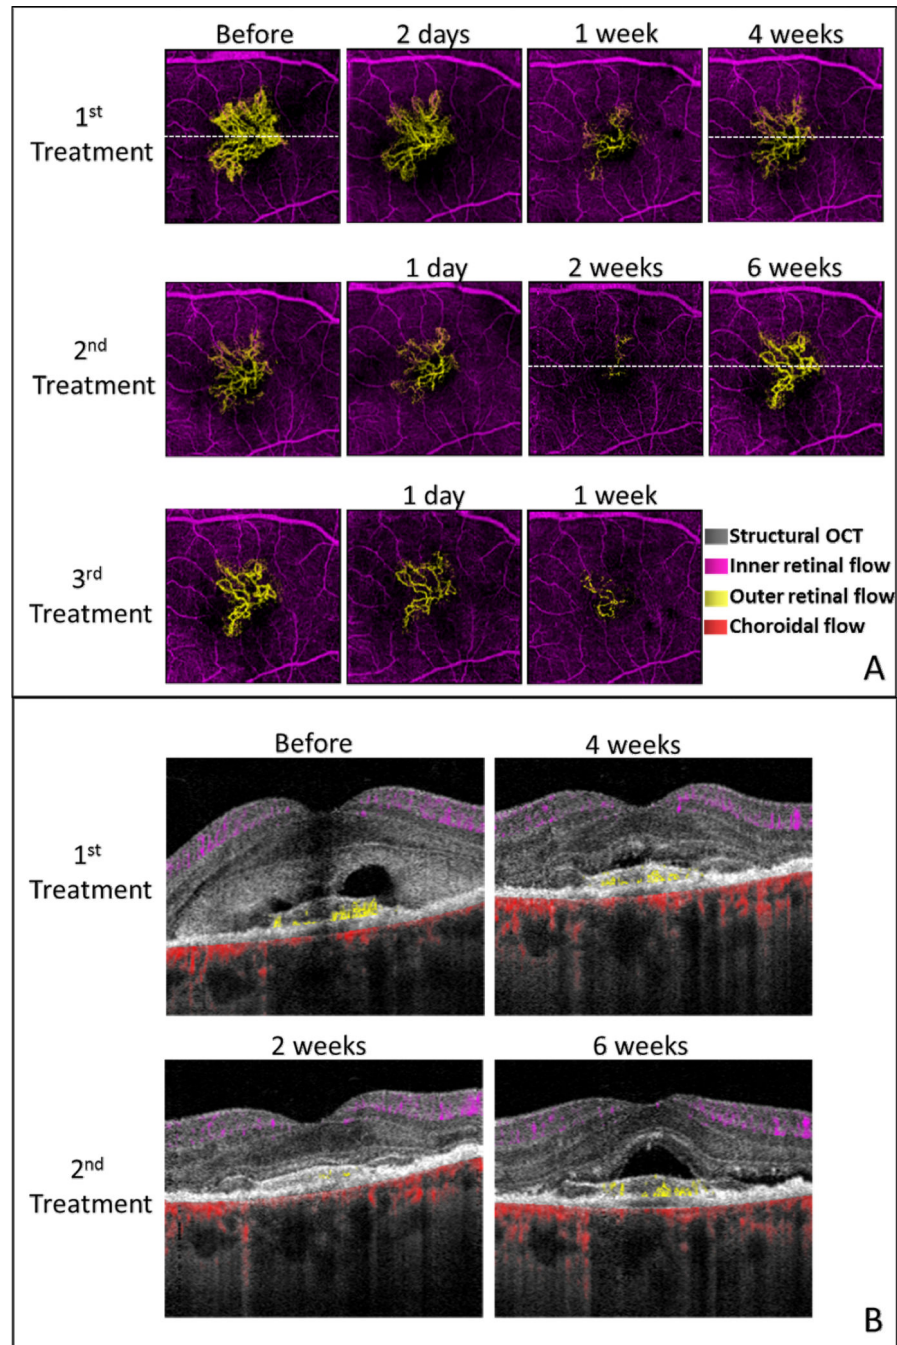 Before 2 days 1 week 4 weeks
1st
Treatment
1 day 2 weeks 6 weeks
2nd
Treatment
1 day 1 week
3rd
Treatment
Structural OCT
Inner retinal flow
Outer retinal flow
Choroidal flow
A
Before 4 weeks
1st
Treatment
2 weeks 6 weeks
2nd
Treatment
B